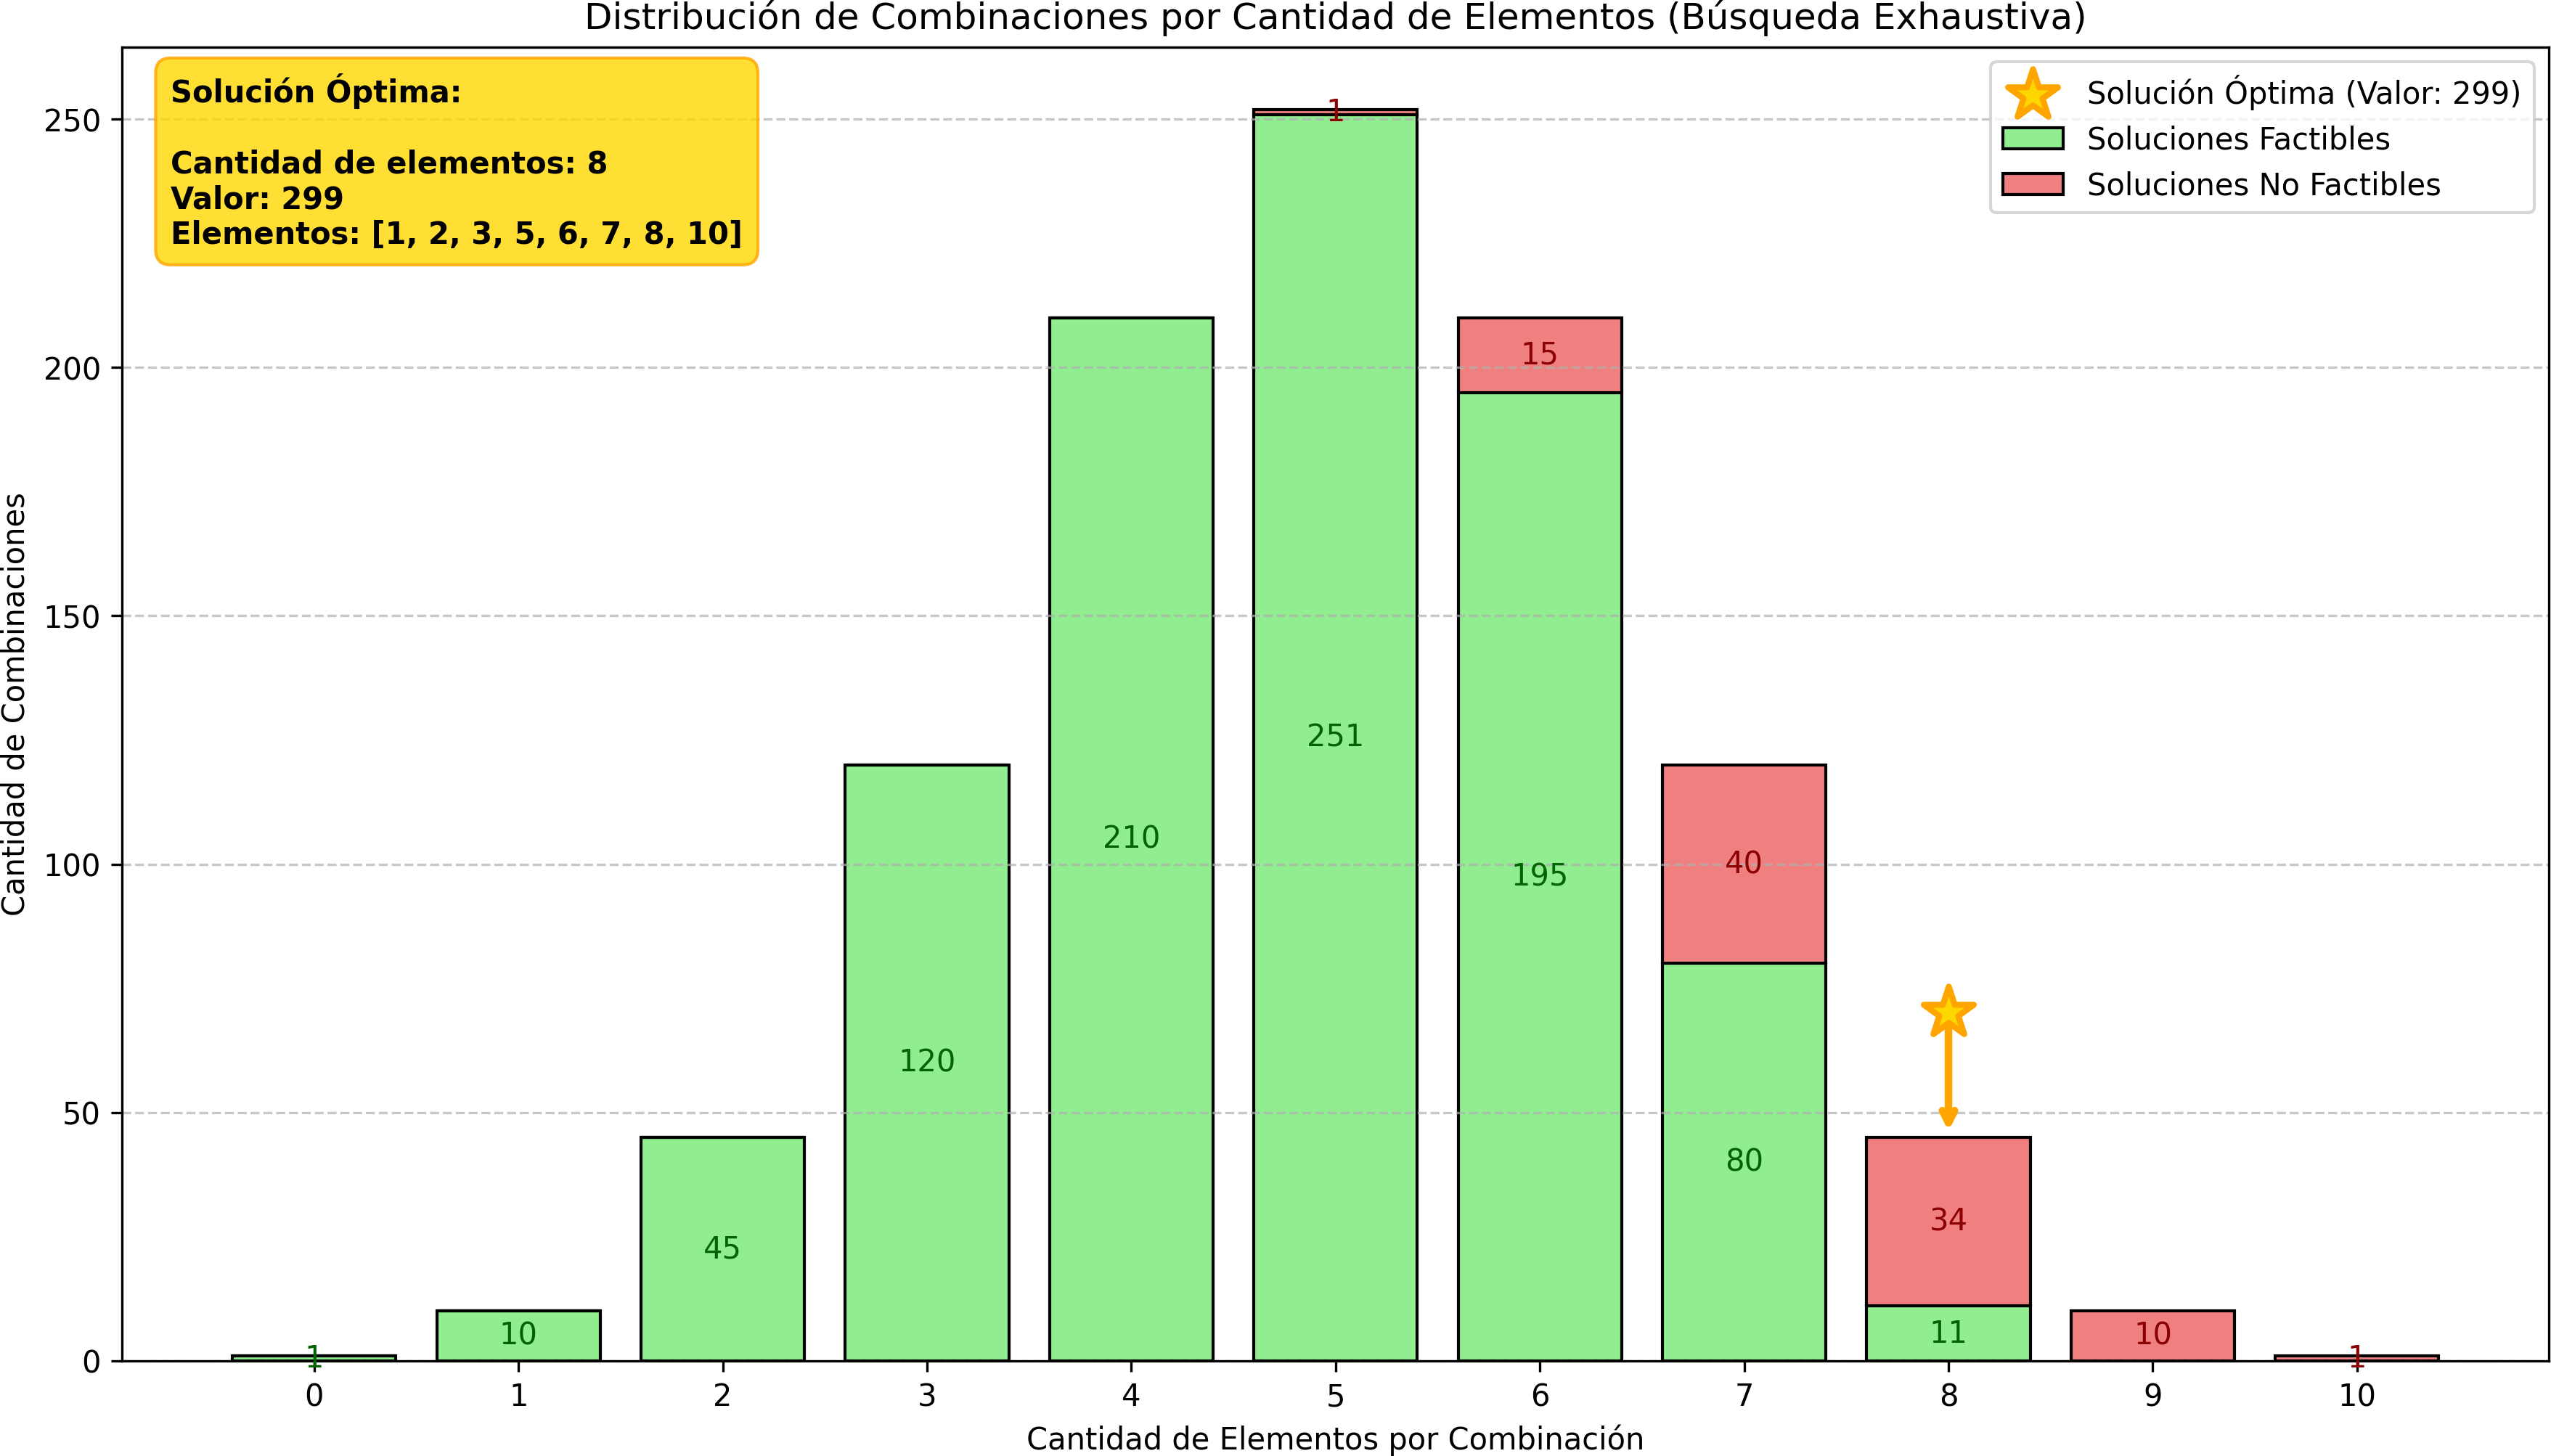 Distribución de Combinaciones por Cantidad de Elementos (Búsqueda Exhaustiva)
Solución Óptima:
Cantidad de elementos: 8
Valor: 299
Elementos: [1, 2, 3, 5, 6, 7, 8, 10]
Solución Óptima (Valor: 299)
Soluciones Factibles
Soluciones No Factibles
Cantidad de Combinaciones
250
200
150
100
50
0
1
10
45
120
210
1
251
15
195
40
80
34
11
10
1
0 1 2 3 4 5 6 7 8 9 10
Cantidad de Elementos por Combinación